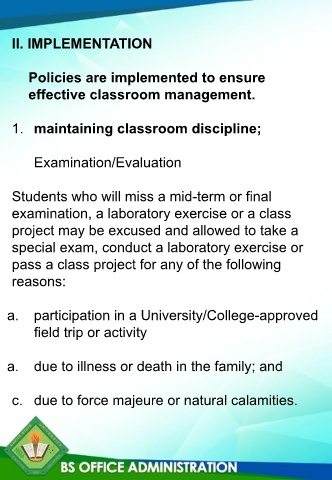 II. IMPLEMENTATION
Policies are implemented to ensure
effective classroom management.
1. maintaining classroom discipline;
Examination/Evaluation
Students who will miss a mid-term or final
examination, a laboratory exercise or a class
project may be excused and allowed to take a
special exam, conduct a laboratory exercise or
pass a class project for any of the following
reasons:
a. participation in a University/College-approved
field trip or activity
a. due to illness or death in the family; and
c. due to force majeure or natural calamities.
BS OFFICE ADMINISTRATION